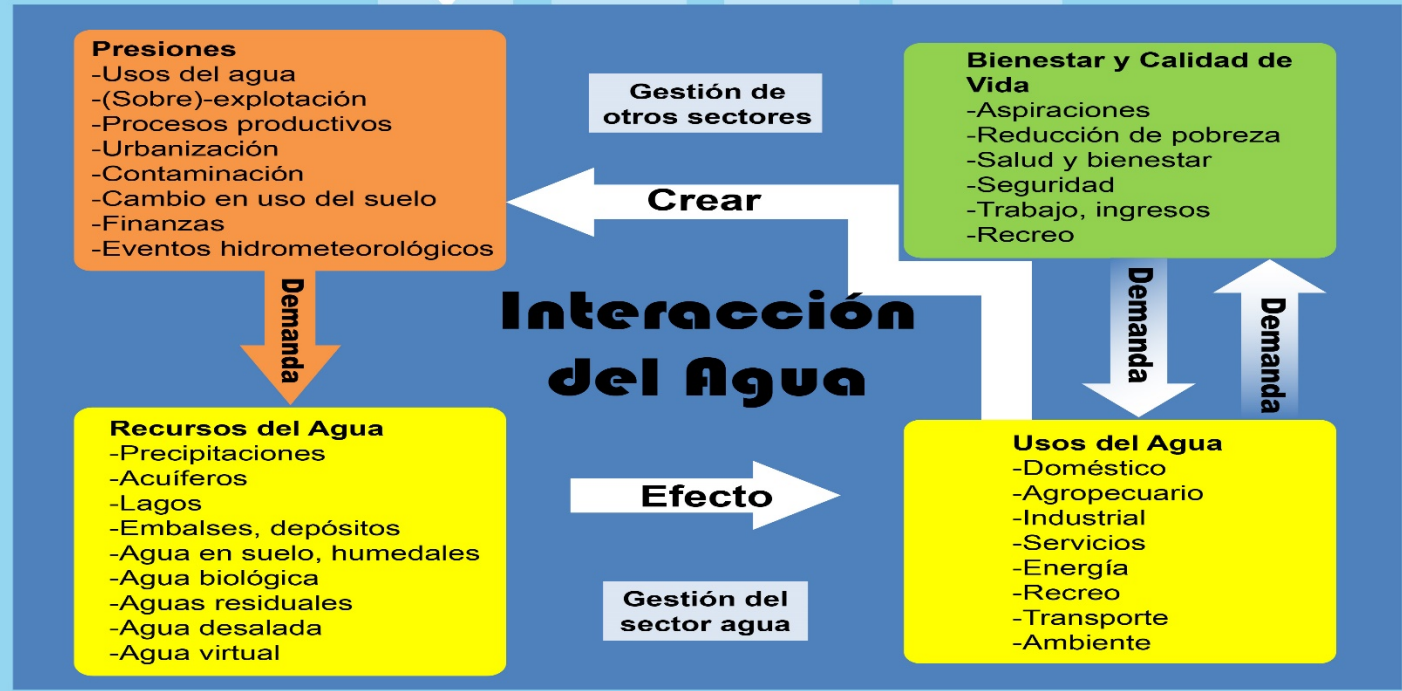 Presiones
-Usos del agua
-(Sobre)-explotación
-Procesos productivos
-Urbanización
-Contaminación
-Cambio en uso del suelo
-Finanzas
-Eventos hidrometeorológicos
Gestión de
otros sectores
Bienestar y Calidad de
Vida
-Aspiraciones
-Reducción de pobreza
-Salud y bienestar
-Seguridad
-Trabajo, ingresos
-Recreo
Crear
Demanda
Interacción
del Agua
Demanda
Demanda
Recursos del Agua
-Precipitaciones
-Acuíferos
-Lagos
-Embalses, depósitos
-Agua en suelo, humedales
-Agua biológica
-Aguas residuales
-Agua desalada
-Agua virtual
Efecto
Gestión del
sector agua
Usos del Agua
-Doméstico
-Agropecuario
-Industrial
-Servicios
-Energía
-Recreo
-Transporte
-Ambiente